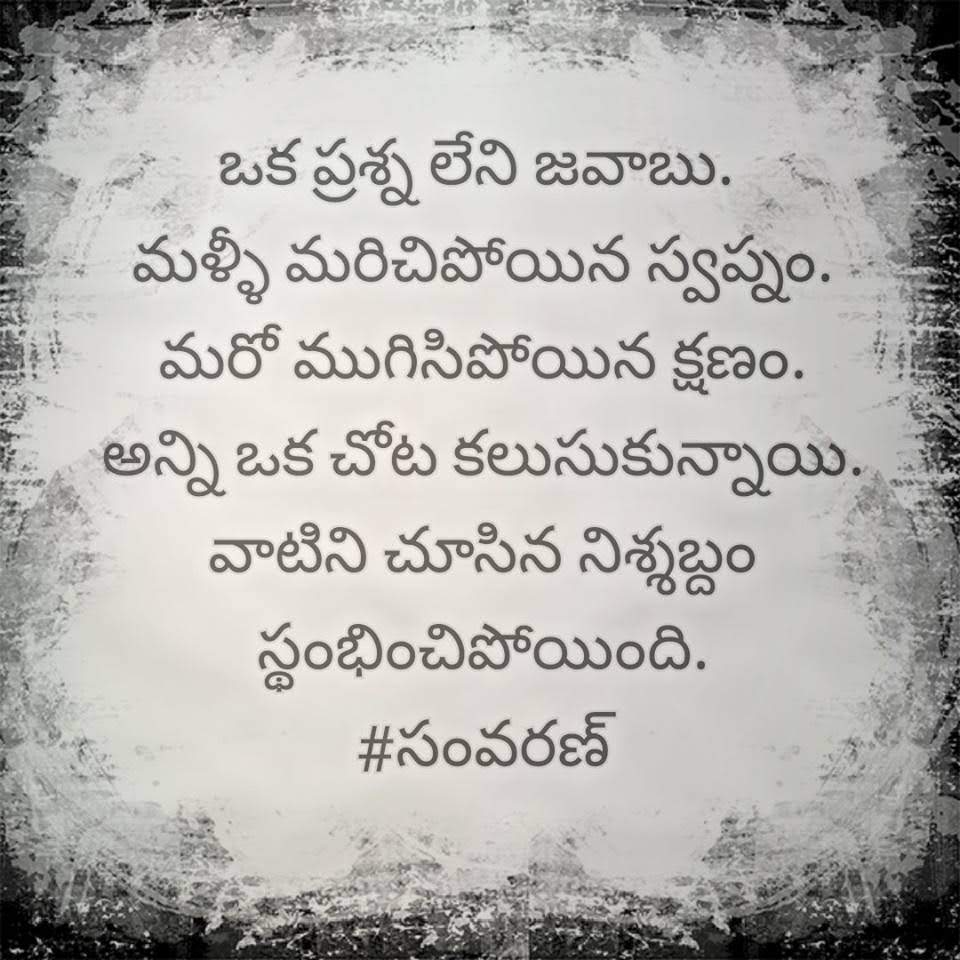 ఒక ప్రశ్న లేని జవాబు.
మళ్ళీ మరిచిపోయిన స్వప్నం.
మరో ముగిసిపోయిన క్షణం.
అన్ని ఒక చోట కలుసుకున్నాయి.
వాటిని చూసిన నిశ్శబ్దం
స్థంభించిపోయింది.
#సంవరణ్